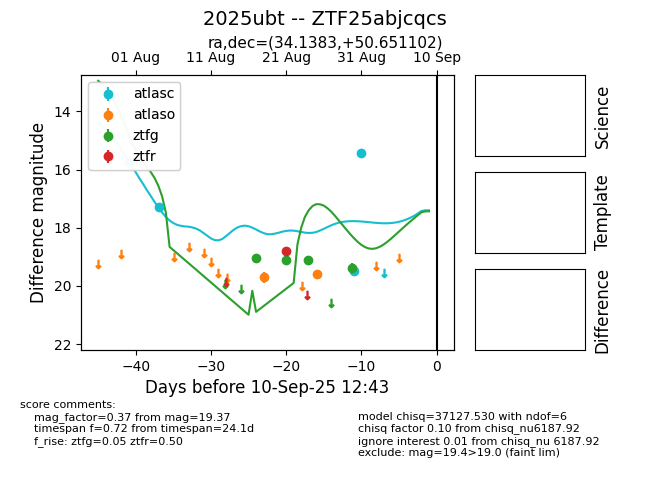 2025ubt -- ZTF25abjcqcs
ra,dec=(34.1383,+50.651102)
01 Aug 11 Aug 21 Aug 31 Aug 10 Sep
atlasc
atlaso
ztfg
ztfr
14
16
18
20
22
Difference magnitude
−40 −30 −20 −10 0
Days before 10-Sep-25 12:43
Science
Template
Difference
score comments:
mag_factor=0.37 from mag=19.37
timespan f=0.72 from timespan=24.1d
f_rise: ztfg=0.05 ztfr=0.50
model chisq=37127.530 with ndof=6
chisq factor 0.10 from chisq_nu6187.92
ignore interest 0.01 from chisq_nu 6187.92
exclude: mag=19.4>19.0 (faint lim)